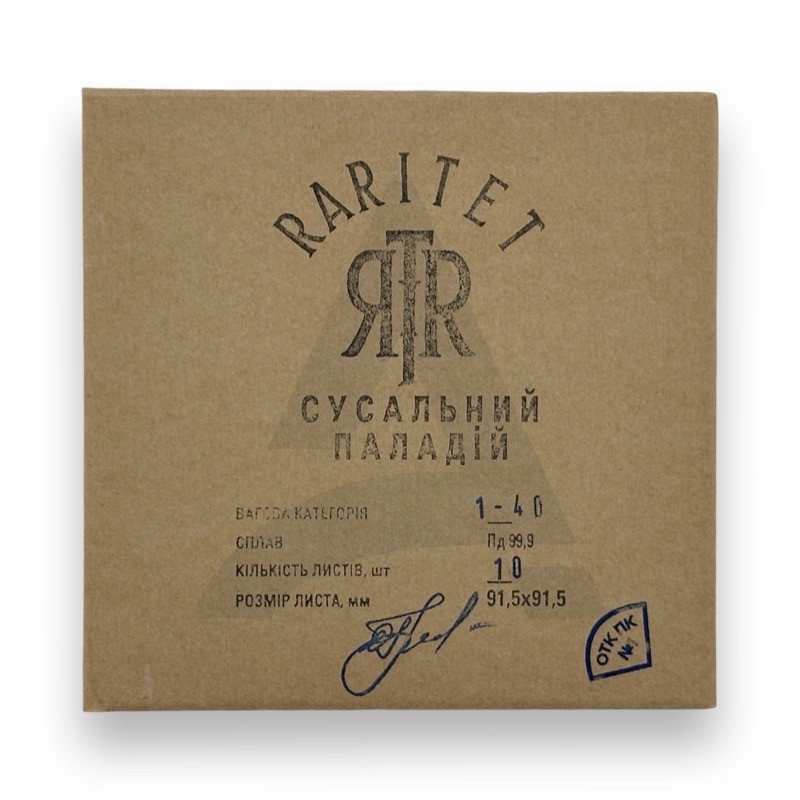 RARITET
RTR
СУСАЛЬНИЙ
ПАЛАДІЙ
ВАГОВА КАТЕГОРІЯ 1-40
СПЛАВ Пд 99,9
КІЛЬКІСТЬ ЛИСТІВ, шт 10
РОЗМІР ЛИСТА, мм 91,5х91,5
ОТК ПК
№1